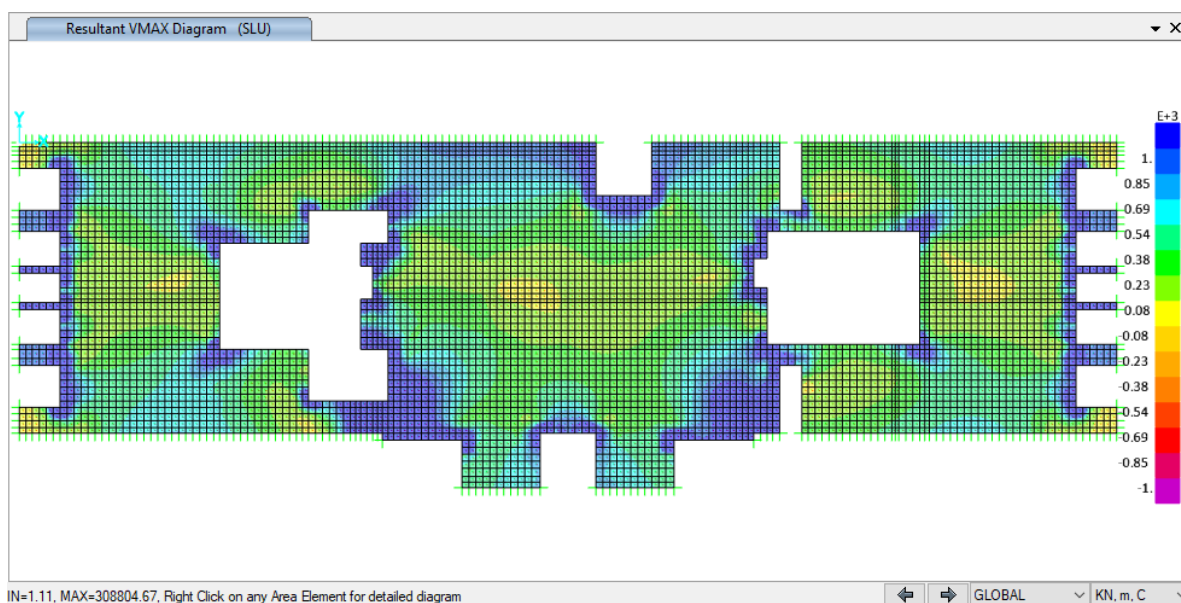 Resultant VMAX Diagram (SLU)
Y
X
E+3
1.
0.85
0.69
0.54
0.38
0.23
0.08
-0.08
-0.23
-0.38
-0.54
-0.69
-0.85
-1.
IN=1.11, MAX=308804.67, Right Click on any Area Element for detailed diagram
GLOBAL
KN, m, C